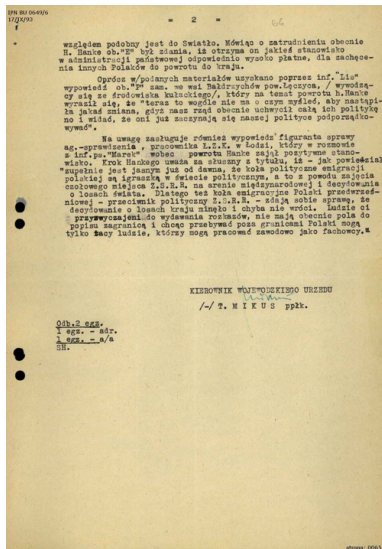 IPN BU 0649/6
17/IX/93
= 2 =
66
względem podobny jest do Światło. Mówiąc o zatrudnieniu obecnie
H. Hanke ob."E" był zdania, iż otrzyma on jakieś stanowisko
w administracji państwowej odpowiednio wysoko płatne, dla zachęce-
nia innych Polaków do powrotu do kraju.
Oprócz w/podanych materiałów uzyskano poprzez inf. "Lis"
wypowiedź ob."F" zam. we wsi Bałdrzychów pow.Łęczyca, / wywodzą-
cy się ze środowiska kułackiego/, który na temat powrotu h.Hanke
wyraził się, że "teraz to wogóle nie ma o czym myśleć, aby nastąpi-
ła jakaś zmiana, gdyż nasz rząd obecnie uchwycił całą ich politykę
no i widać, że oni już zaczynają się naszej polityce podporządko-
wywać".
Na uwagę zasługuje również wypowiedź figuranta sprawy
ag.-sprawdzenia , pracownika Ł.Z.K. w Łodzi, który w rozmowie
z inf.ps."Marek" wobec powrotu Hanke zajął pozytywne stano-
wisko. Krok Hankego uważa za słuszny z tytułu, iż - jak powiedział
"zupełnie jest jasnym już od dawna, że koła politycznej emigracji
polskiej są igraszką w świecie politycznym, a to z powodu zajęcia
czołowego miejsca Z.S.R.R. na arenie międzynarodowej i decydowania
o losach świata. Dlatego też koła emigracyjne Polski przedwrześ-
niowej - przeciwnik polityczny Z.S.R.R. - zdają sobie sprawę, że
decydowanie o losach kraju minęło i chyba nie wróci. Ludzie ci
przyzwyczajeni do wydawania rozkazów, nie mają obecnie pola do
popisu zagranicą i chcąc przebywać poza granicami Polski mogą
tylko tacy ludzie, którzy mogą pracować zawodowo jako fachowcy."
KIEROWNIK WOJEWODZKIEGO URZEDU
/-/ T. MIKUS ppłk.
Odb.2 egz.
1 egz. - adr.
1 egz. - a/a
SH.
strona: 0065